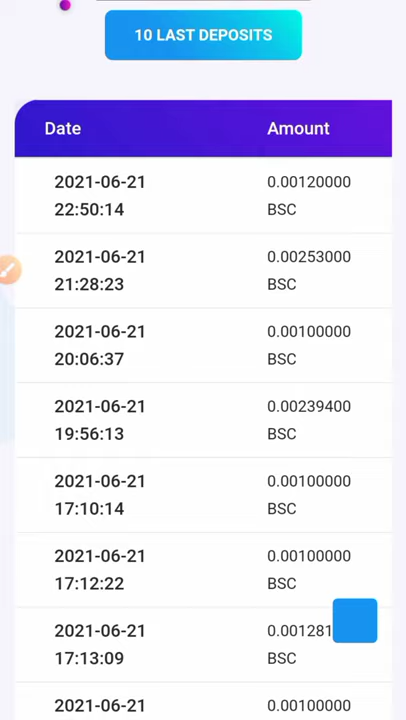 10 LAST DEPOSITS
Date Amount
2021-06-21 0.00120000
22:50:14 BSC
2021-06-21 0.00253000
21:28:23 BSC
2021-06-21 0.00100000
20:06:37 BSC
2021-06-21 0.00239400
19:56:13 BSC
2021-06-21 0.00100000
17:10:14 BSC
2021-06-21 0.00100000
17:12:22 BSC
2021-06-21 0.001281
17:13:09 BSC
2021-06-21 0.00100000